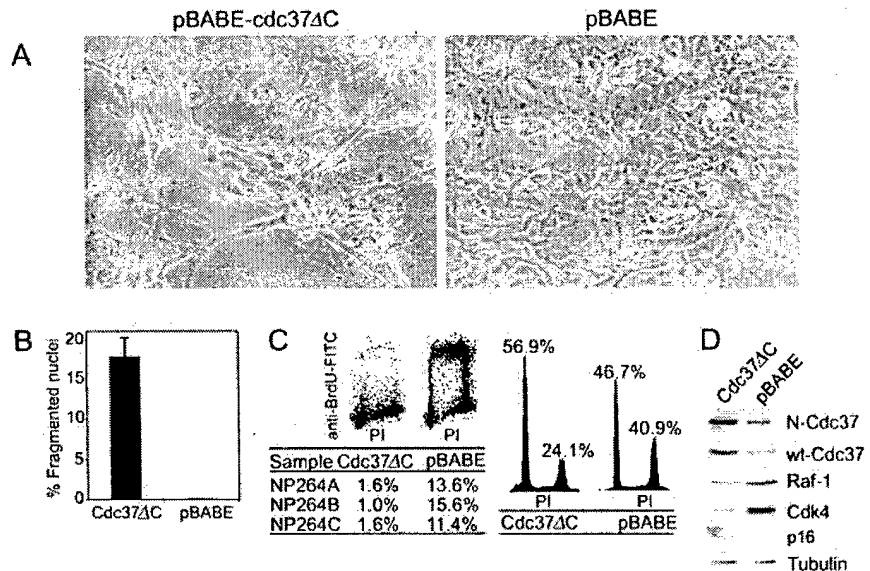 pBABE-cdc37ΔC pBABE
A
B
% Fragmented nuclei
20
15
10
5
0
Cdc37ΔC pBABE
C
anti-BrdU-FITC
PI PI
Sample Cdc37ΔC pBABE
NP264A 1.6% 13.6%
NP264B 1.0% 15.6%
NP264C 1.6% 11.4%
56.9%
24.1%
46.7%
40.9%
PI PI
Cdc37ΔC pBABE
D
Cdc37ΔC pBABE
N-Cdc37
wt-Cdc37
Raf-1
Cdk4
p16
Tubulin